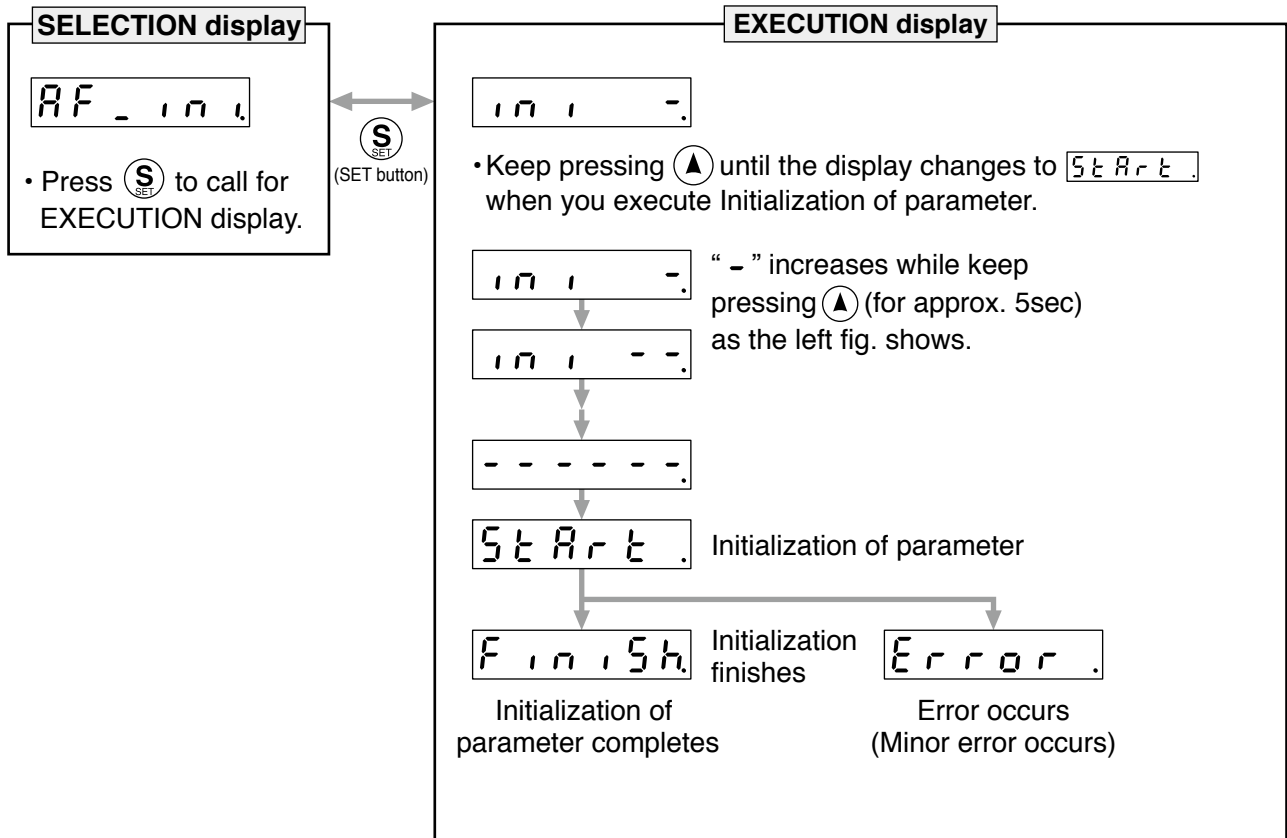 SELECTION display
AF_ini.
• Press S SET to call for
EXECUTION display.
S SET
(SET button)
EXECUTION display
ini -.
• Keep pressing ▲ until the display changes to StArt .
when you execute Initialization of parameter.
ini -.
“ – ” increases while keep
pressing ▲ (for approx. 5sec)
as the left fig. shows.
ini --.
------.
StArt .
Initialization of parameter
FiniSh.
Initialization
finishes
Error .
Initialization of
parameter completes
Error occurs
(Minor error occurs)